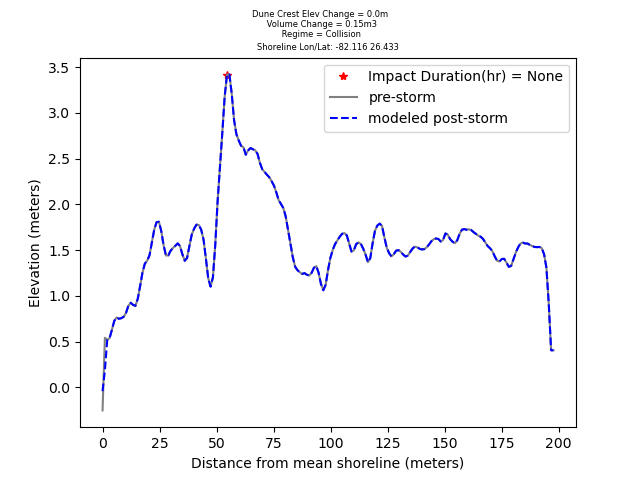 Dune Crest Elev Change = 0.0m
Volume Change = 0.15m3
Regime = Collision
Shoreline Lon/Lat: -82.116 26.433
Impact Duration(hr) = None
pre-storm
modeled post-storm
3.5
3.0
2.5
2.0
1.5
1.0
0.5
0.0
Elevation (meters)
0 25 50 75 100 125 150 175 200
Distance from mean shoreline (meters)